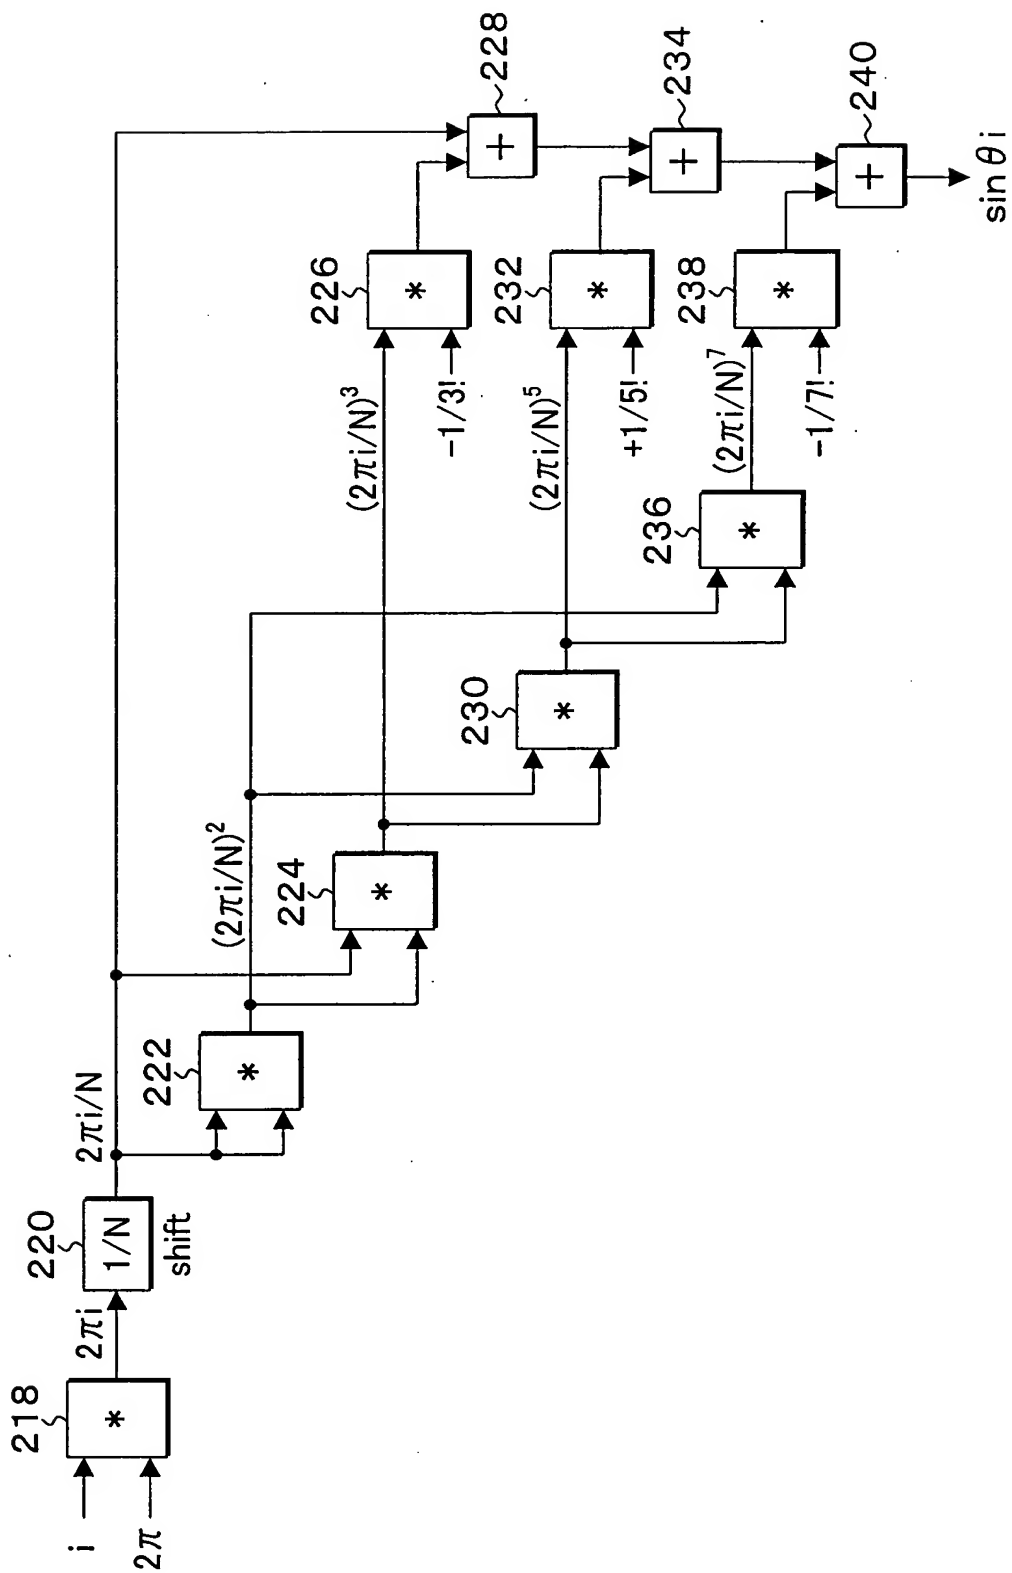 i
2π
218
*
2πi
220
1/N
shift
2πi/N
222
*
(2πi/N)²
224
*
230
*
236
*
(2πi/N)³
-1/3!
226
*
(2πi/N)⁵
+1/5!
232
*
(2πi/N)⁷
-1/7!
238
*
+
228
+
234
+
240
sin θ i